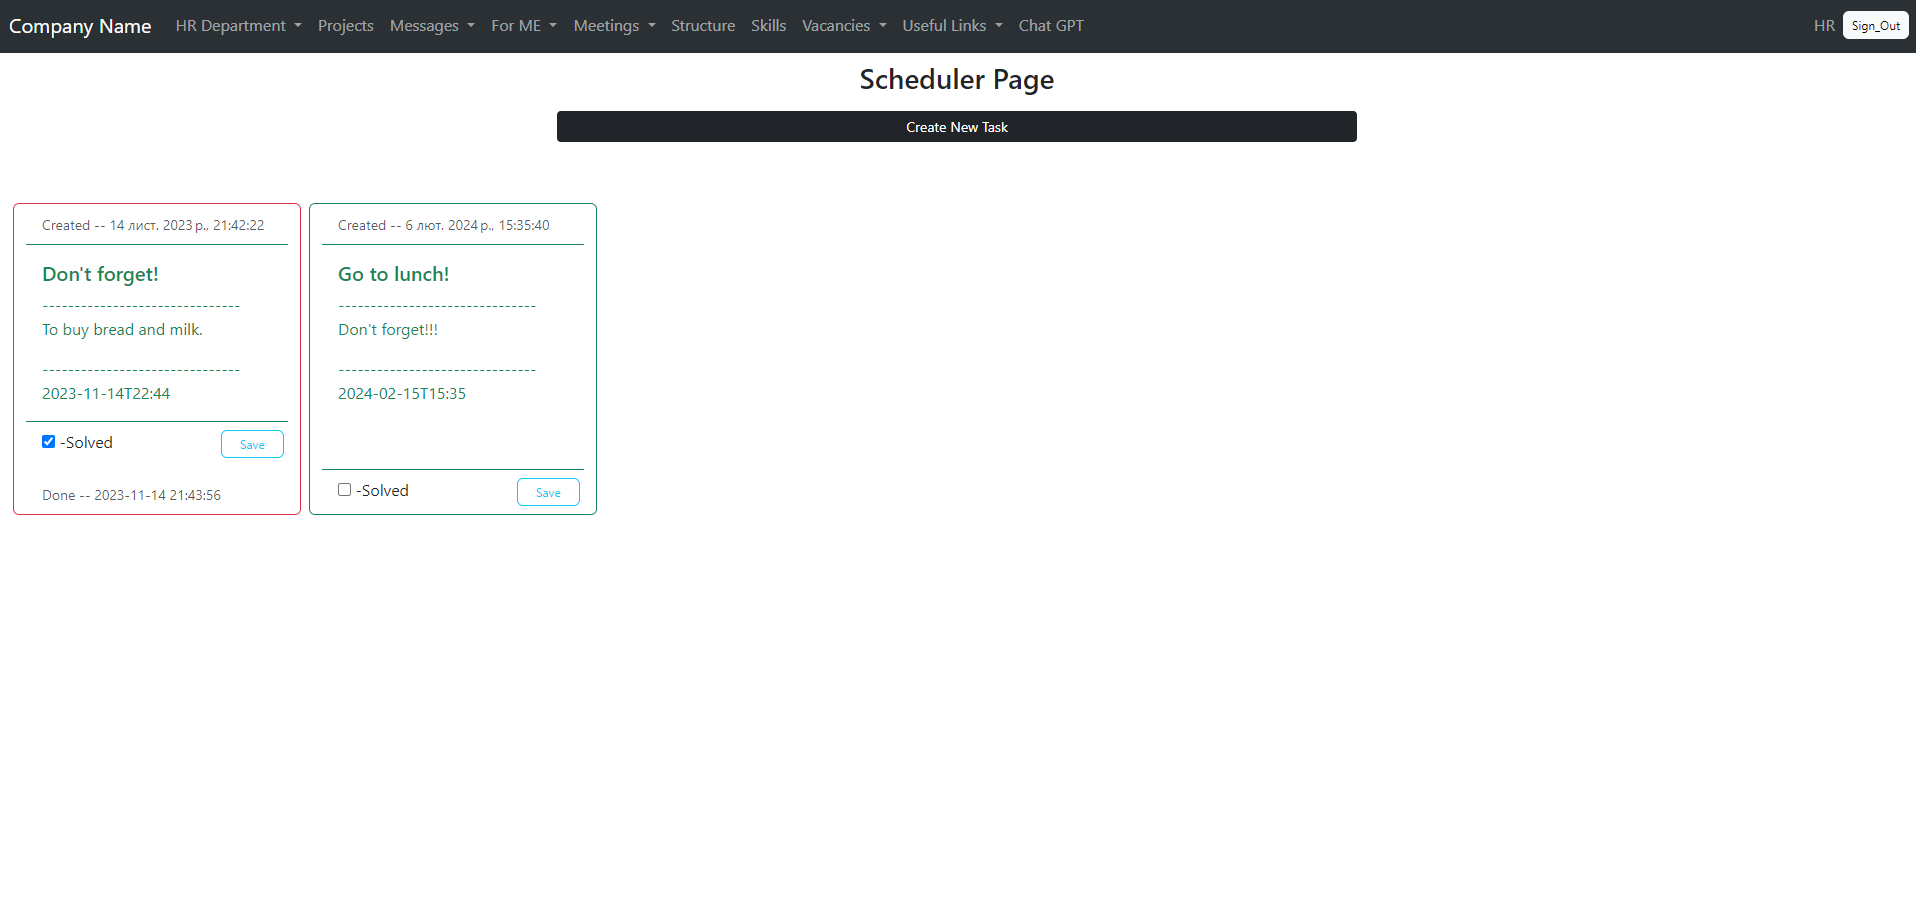 Company Name HR Department Projects Messages For ME Meetings Structure Skills Vacancies Useful Links Chat GPT HR Sign_Out
Scheduler Page
Create New Task
Created -- 14 лист. 2023 р., 21:42:22
Don't forget!
-------------------------------
To buy bread and milk.
-------------------------------
2023-11-14T22:44
-Solved Save
Done -- 2023-11-14 21:43:56
Created -- 6 лют. 2024 р., 15:35:40
Go to lunch!
-------------------------------
Don't forget!!!
-------------------------------
2024-02-15T15:35
-Solved Save